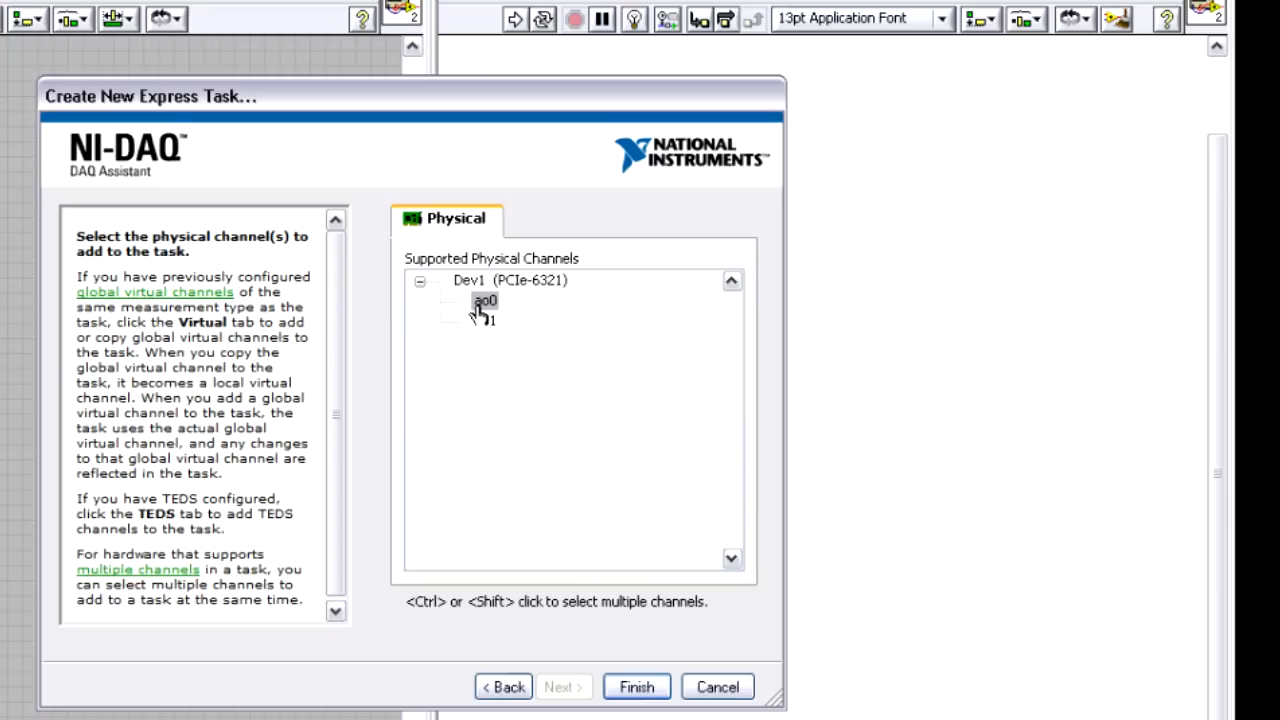 2
13pt Application Font
2
Create New Express Task...
NI-DAQ™
DAQ Assistant
NATIONAL
INSTRUMENTS™
Select the physical channel(s) to
add to the task.
If you have previously configured
global virtual channels of the
same measurement type as the
task, click the Virtual tab to add
or copy global virtual channels to
the task. When you copy the
global virtual channel to the
task, it becomes a local virtual
channel. When you add a global
virtual channel to the task, the
task uses the actual global
virtual channel, and any changes
to that global virtual channel are
reflected in the task.
If you have TEDS configured,
click the TEDS tab to add TEDS
channels to the task.
For hardware that supports
multiple channels in a task, you
can select multiple channels to
add to a task at the same time.
Physical
Supported Physical Channels
Dev1 (PCIe-6321)
ao0
<Ctrl> or <Shift> click to select multiple channels.
< Back
Next >
Finish
Cancel